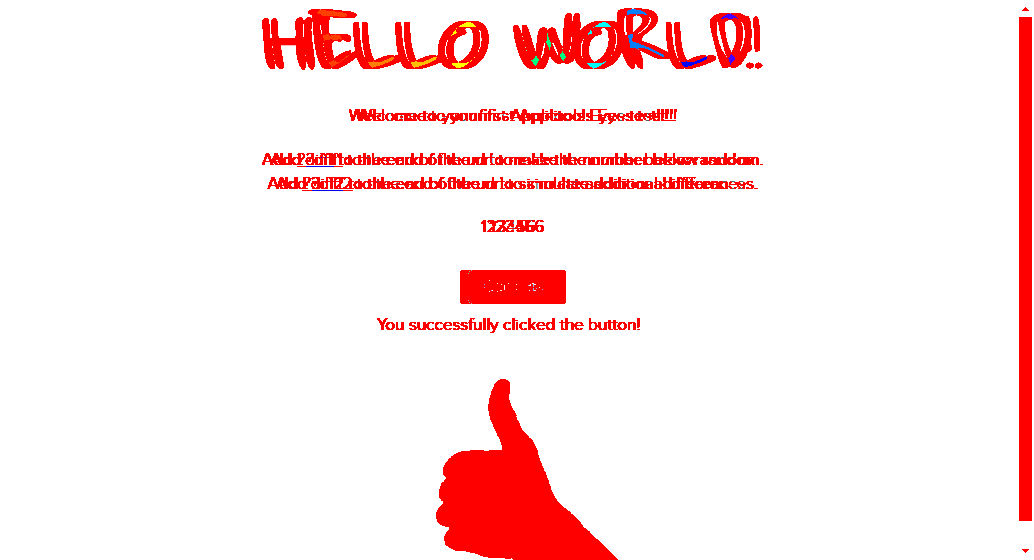 HELLO WORLD!
Welcome to your first Applitools Eyes test!
Add ?diff1 to the end of the url to make the number below random.
Add ?diff2 to the end of the url to simulate additional differences.
123456
You successfully clicked the button!